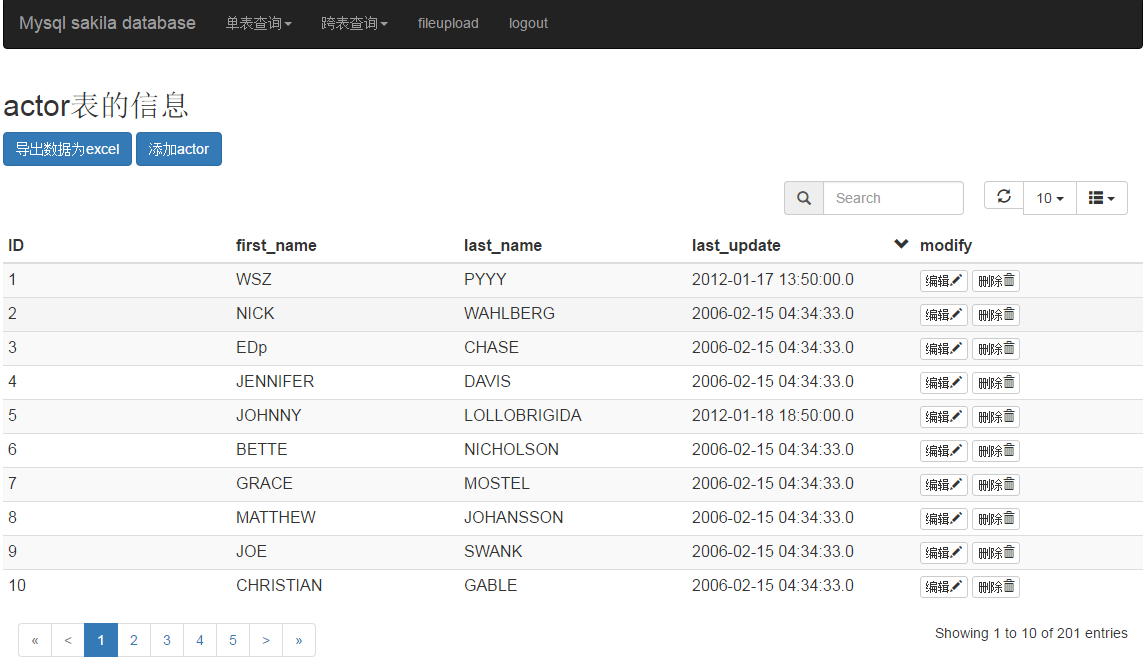 Mysql sakila database 单表查询 跨表查询 fileupload logout
actor表的信息
导出数据为excel 添加actor
Search 10
ID first_name last_name last_update modify
1 WSZ PYYY 2012-01-17 13:50:00.0 编辑 删除
2 NICK WAHLBERG 2006-02-15 04:34:33.0 编辑 删除
3 EDp CHASE 2006-02-15 04:34:33.0 编辑 删除
4 JENNIFER DAVIS 2006-02-15 04:34:33.0 编辑 删除
5 JOHNNY LOLLOBRIGIDA 2012-01-18 18:50:00.0 编辑 删除
6 BETTE NICHOLSON 2006-02-15 04:34:33.0 编辑 删除
7 GRACE MOSTEL 2006-02-15 04:34:33.0 编辑 删除
8 MATTHEW JOHANSSON 2006-02-15 04:34:33.0 编辑 删除
9 JOE SWANK 2006-02-15 04:34:33.0 编辑 删除
10 CHRISTIAN GABLE 2006-02-15 04:34:33.0 编辑 删除
« < 1 2 3 4 5 > » Showing 1 to 10 of 201 entries